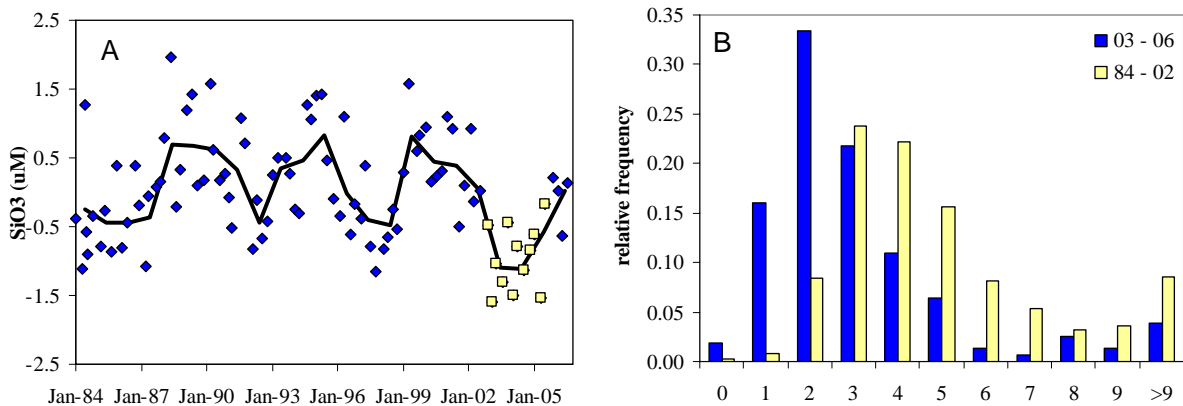 A
SiO3 (uM)
2.5
1.5
0.5
-0.5
-1.5
-2.5
Jan-84 Jan-87 Jan-90 Jan-93 Jan-96 Jan-99 Jan-02 Jan-05
B
03 - 06
84 - 02
relative frequency
0.35
0.30
0.25
0.20
0.15
0.10
0.05
0.00
0 1 2 3 4 5 6 7 8 9 >9